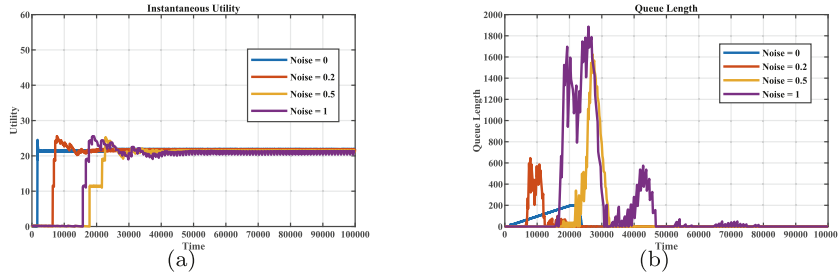 Instantaneous Utility
60
50
40
30
20
10
0
Utility
Noise = 0
Noise = 0.2
Noise = 0.5
Noise = 1
0 10000 20000 30000 40000 50000 60000 70000 80000 90000 100000
Time
(a)
Queue Length
2000
1800
1600
1400
1200
1000
800
600
400
200
0
Queue Length
Noise = 0
Noise = 0.2
Noise = 0.5
Noise = 1
0 10000 20000 30000 40000 50000 60000 70000 80000 90000 100000
Time
(b)